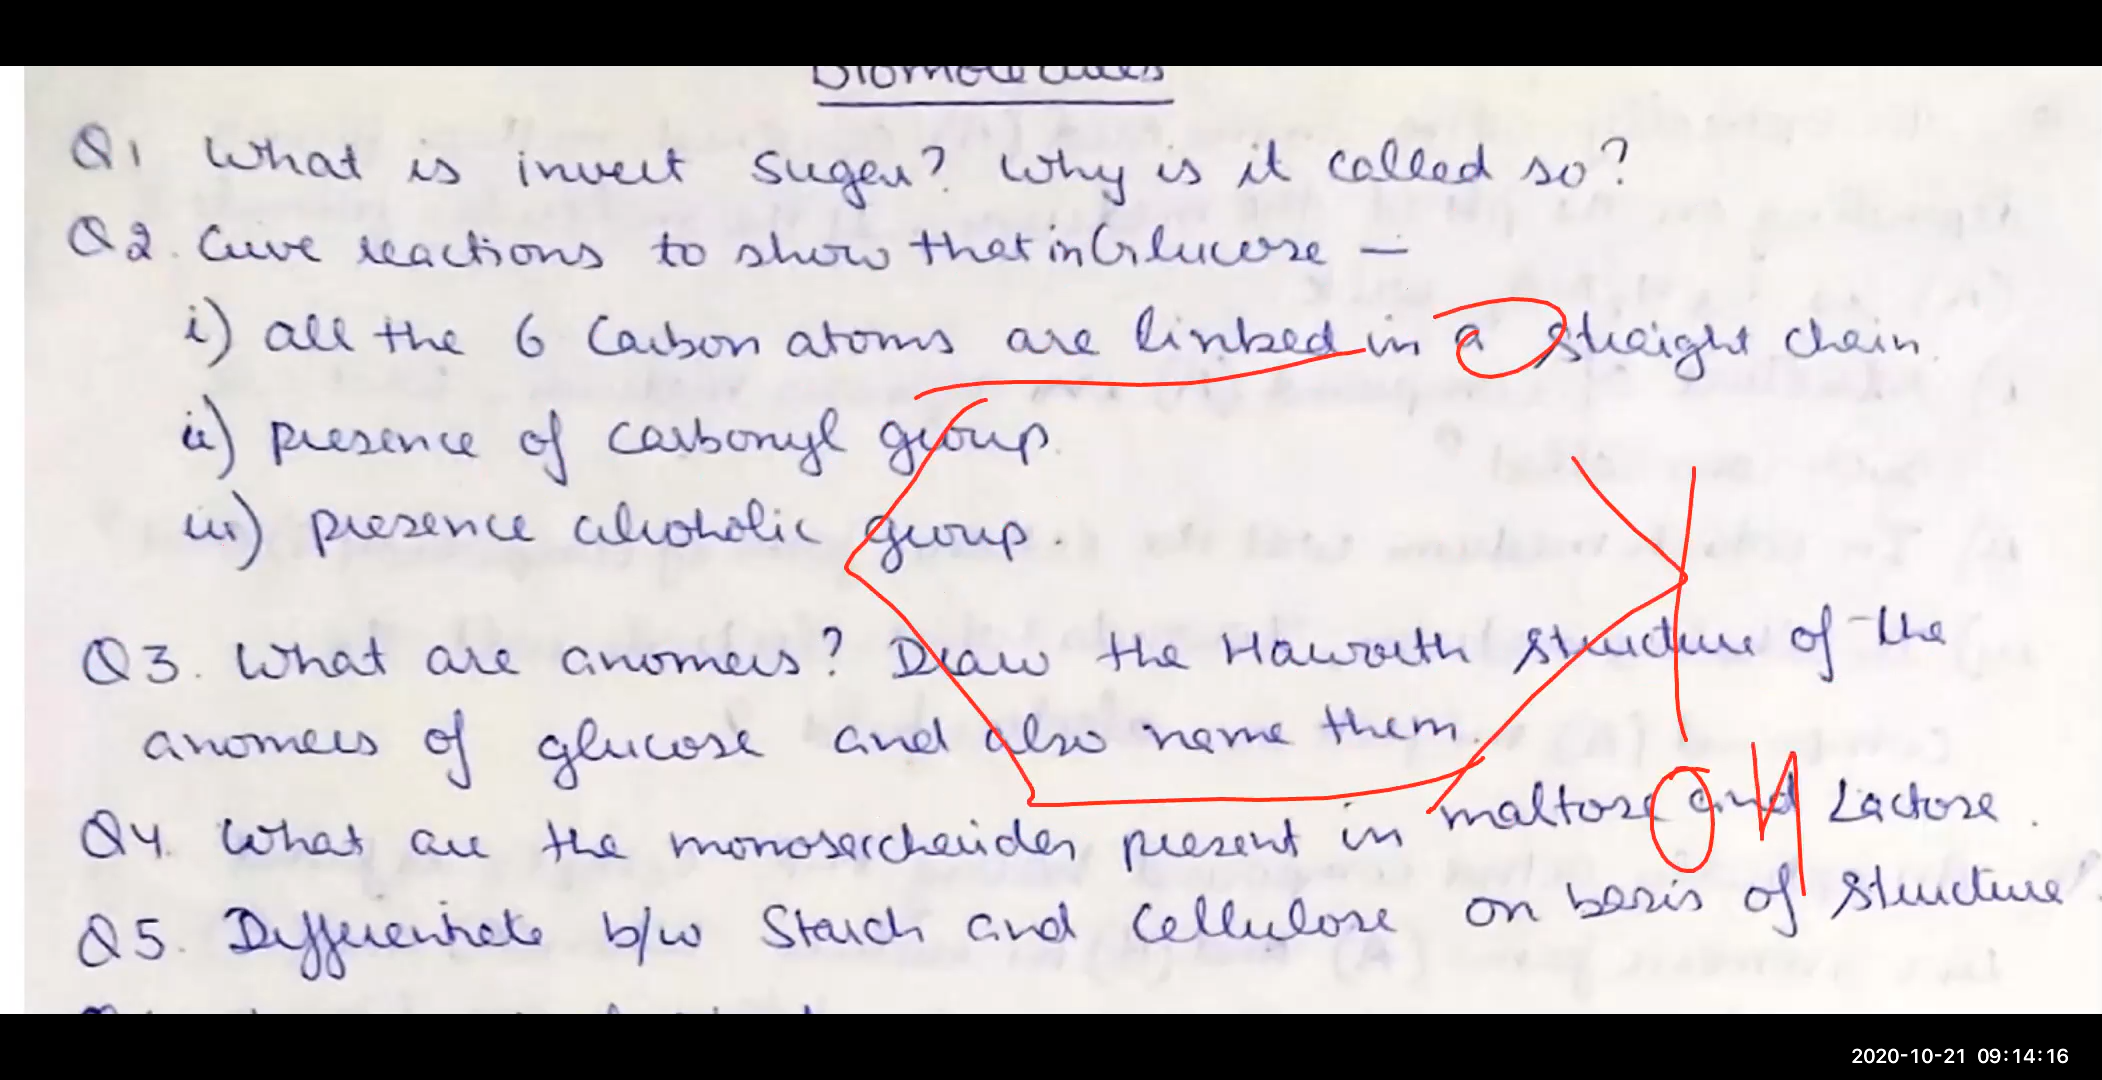 Biomolecules
Q1 What is invert sugar? Why is it called so?
Q2. Give reactions to show that in Glucose –
i) all the 6 Carbon atoms are linked in a straight chain.
ii) presence of carbonyl group.
iii) presence alcoholic group.
Q3. What are anomers? Draw the Haworth structure of the
anomers of glucose and also name them.
OH
Q4. What are the monosaccharides present in maltose and Lactose.
Q5. Differentiate b/w Starch and Cellulose on basis of structure.
2020-10-21 09:14:16